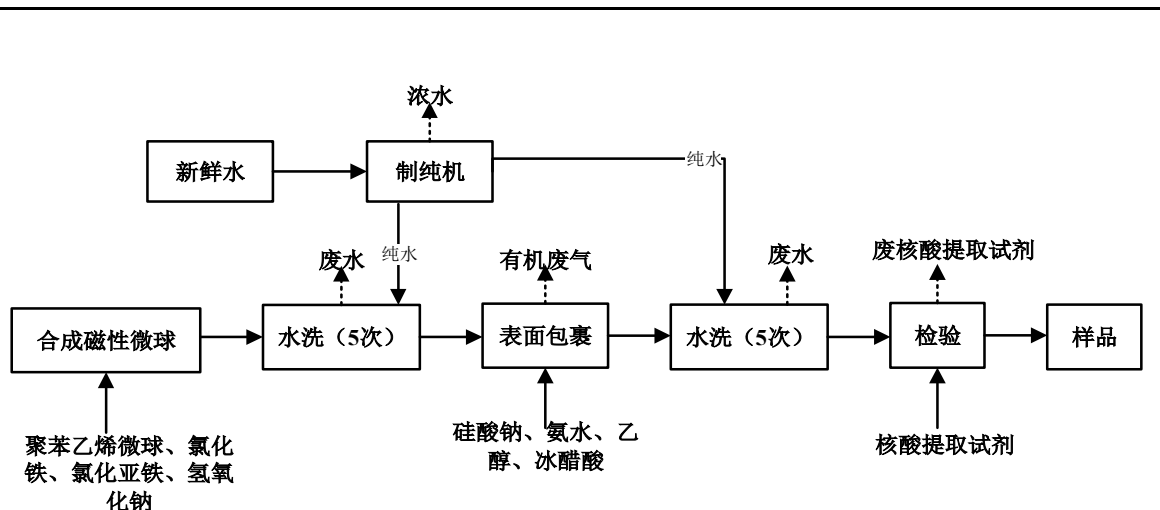 浓水
新鲜水
制纯机
纯水
废水
纯水
有机废气
废水
废核酸提取试剂
合成磁性微球
水洗（5次）
表面包裹
水洗（5次）
检验
样品
聚苯乙烯微球、氯化
铁、氯化亚铁、氢氧
化钠
硅酸钠、氨水、乙
醇、冰醋酸
核酸提取试剂